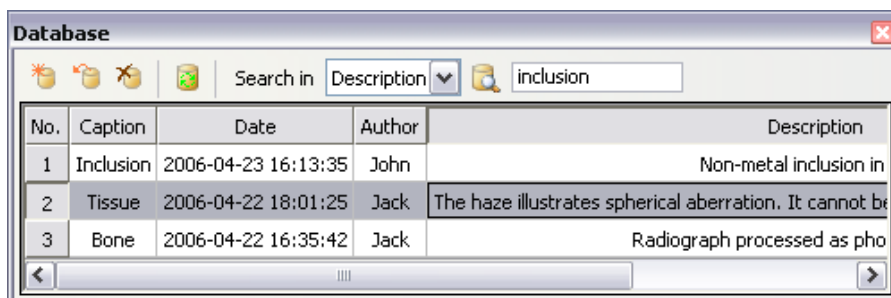 Database
Search in Description inclusion
No. Caption Date Author Description
1 Inclusion 2006-04-23 16:13:35 John Non-metal inclusion in
2 Tissue 2006-04-22 18:01:25 Jack The haze illustrates spherical aberration. It cannot be
3 Bone 2006-04-22 16:35:42 Jack Radiograph processed as pho